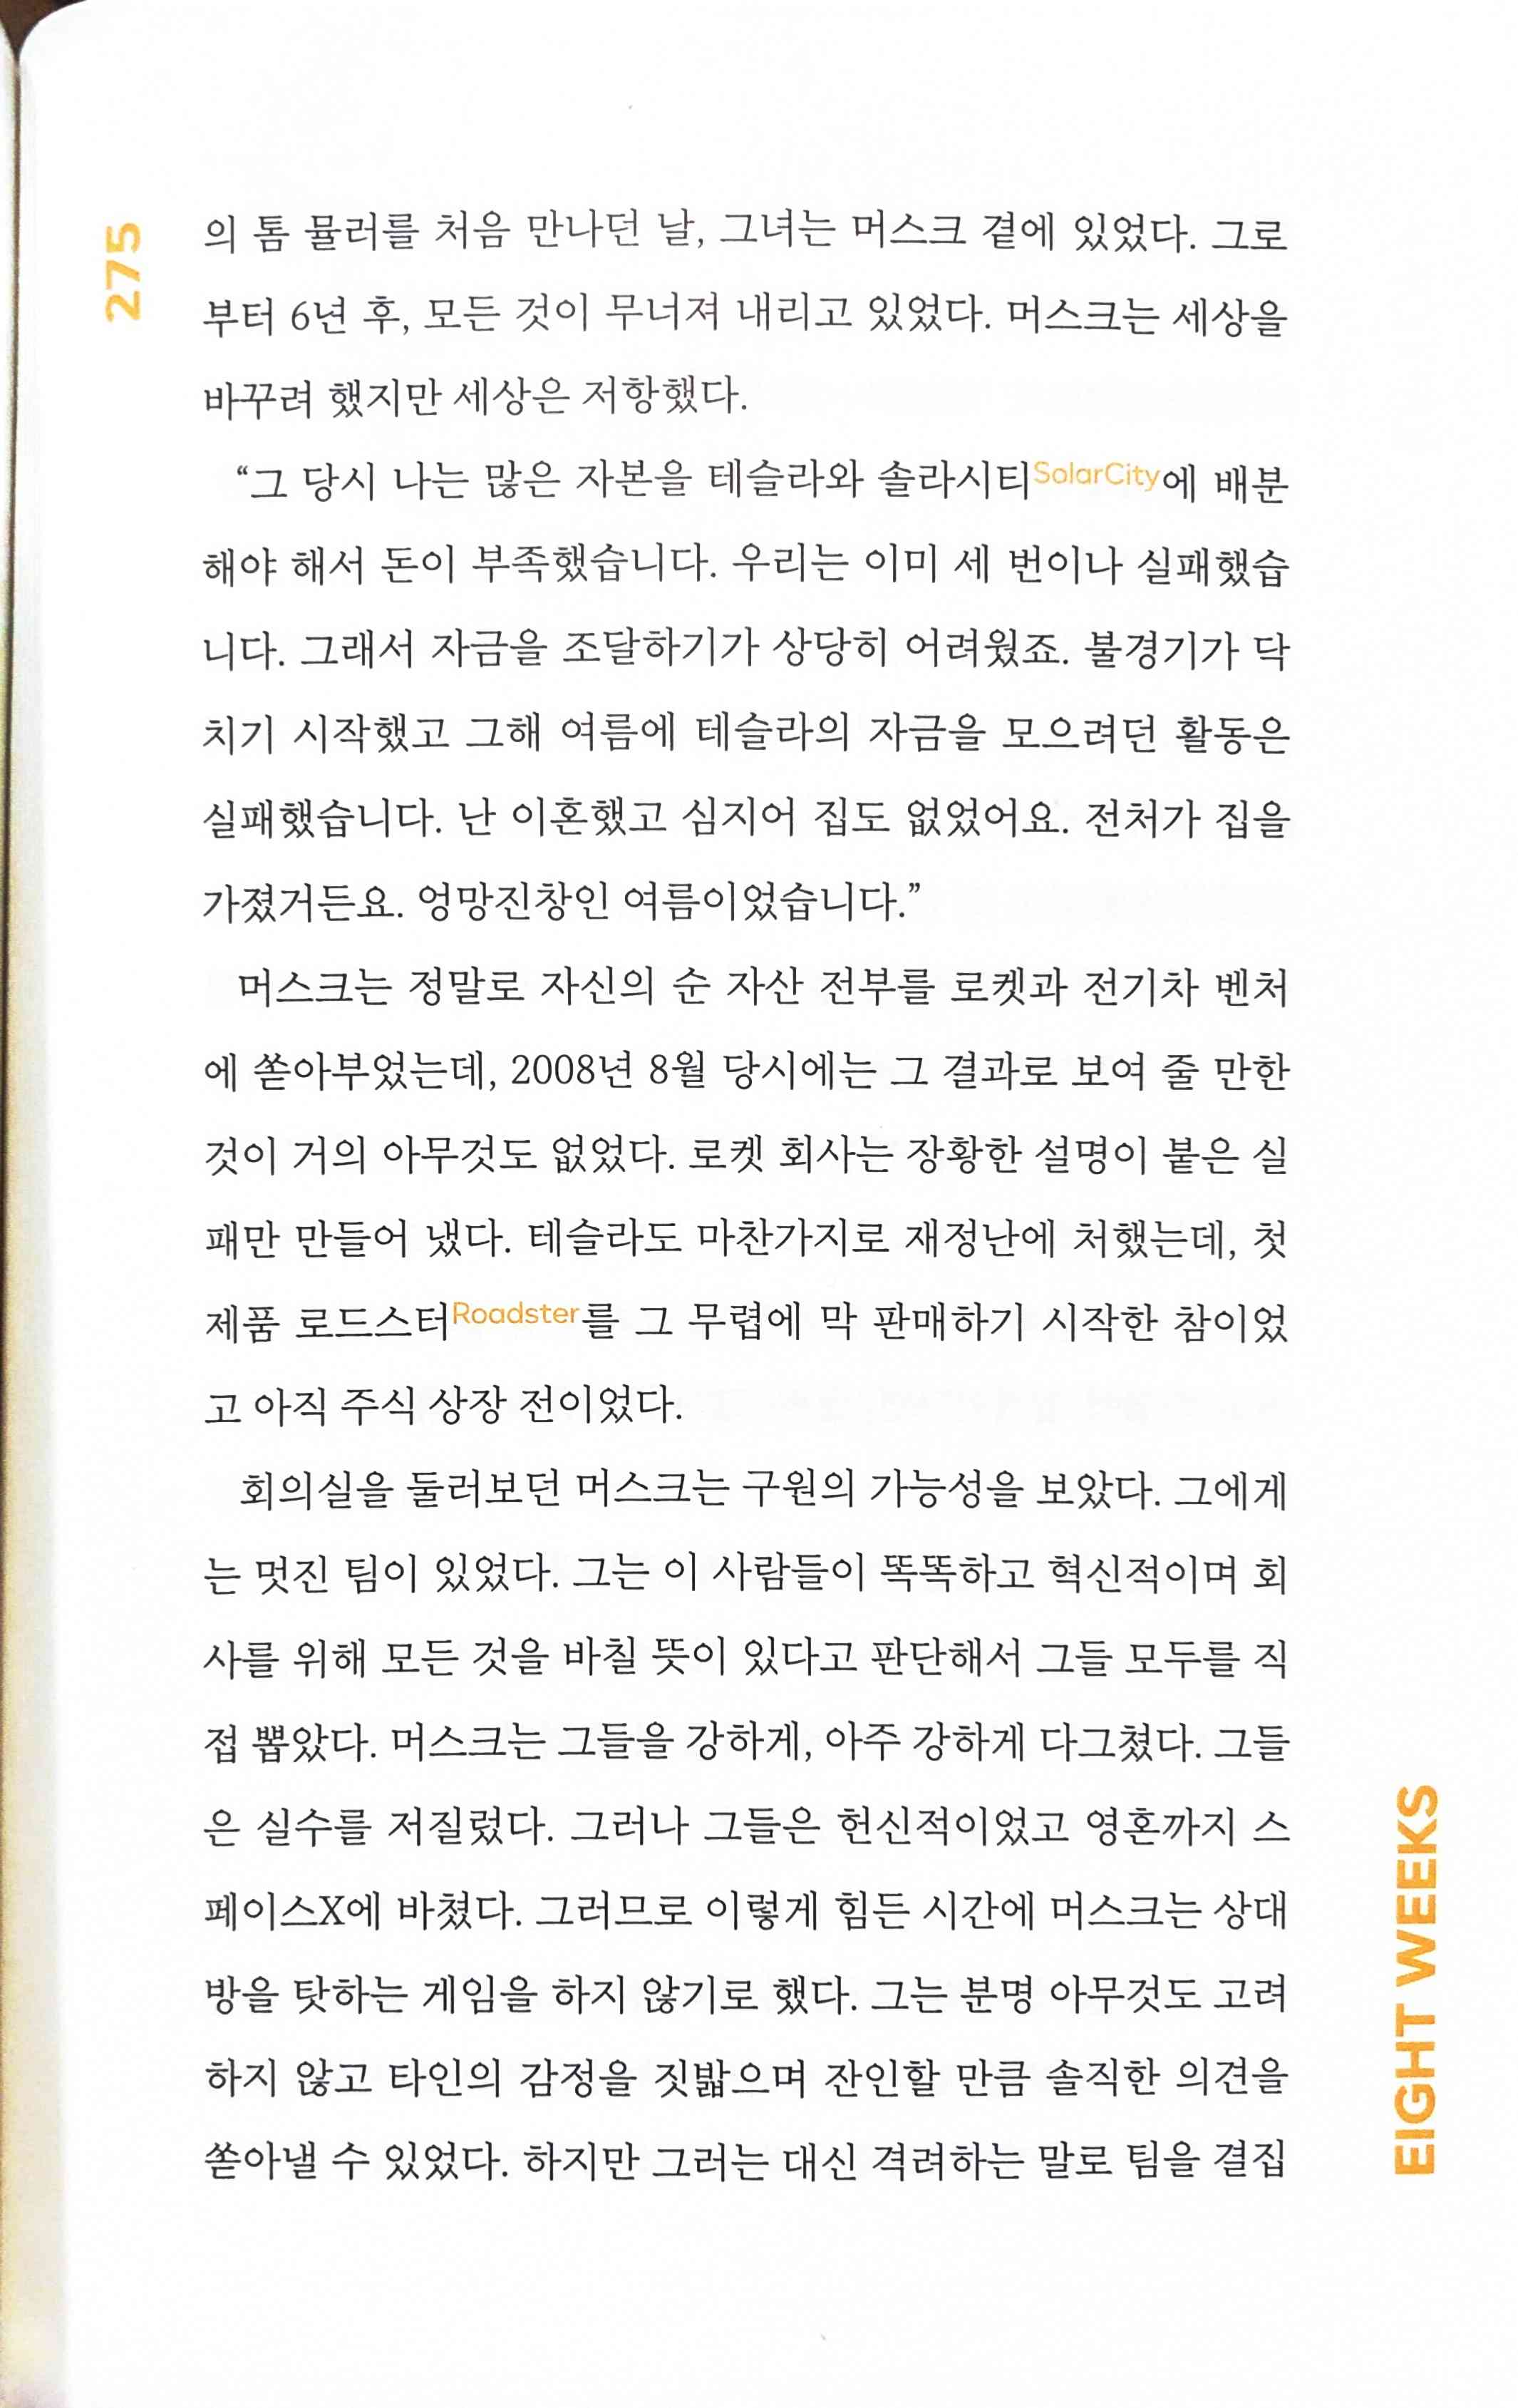 275
의 톰 뮬러를 처음 만나던 날, 그녀는 머스크 곁에 있었다. 그로
부터 6년 후, 모든 것이 무너져 내리고 있었다. 머스크는 세상을
바꾸려 했지만 세상은 저항했다.
“그 당시 나는 많은 자본을 테슬라와 솔라시티SolarCity에 배분
해야 해서 돈이 부족했습니다. 우리는 이미 세 번이나 실패했습
니다. 그래서 자금을 조달하기가 상당히 어려웠죠. 불경기가 닥
치기 시작했고 그해 여름에 테슬라의 자금을 모으려던 활동은
실패했습니다. 난 이혼했고 심지어 집도 없었어요. 전처가 집을
가졌거든요. 엉망진창인 여름이었습니다.”
머스크는 정말로 자신의 순 자산 전부를 로켓과 전기차 벤처
에 쏟아부었는데, 2008년 8월 당시에는 그 결과로 보여 줄 만한
것이 거의 아무것도 없었다. 로켓 회사는 장황한 설명이 붙은 실
패만 만들어 냈다. 테슬라도 마찬가지로 재정난에 처했는데, 첫
제품 로드스터Roadster를 그 무렵에 막 판매하기 시작한 참이었
고 아직 주식 상장 전이었다.
회의실을 둘러보던 머스크는 구원의 가능성을 보았다. 그에게
는 멋진 팀이 있었다. 그는 이 사람들이 똑똑하고 혁신적이며 회
사를 위해 모든 것을 바칠 뜻이 있다고 판단해서 그들 모두를 직
접 뽑았다. 머스크는 그들을 강하게, 아주 강하게 다그쳤다. 그들
은 실수를 저질렀다. 그러나 그들은 헌신적이었고 영혼까지 스
페이스X에 바쳤다. 그러므로 이렇게 힘든 시간에 머스크는 상대
방을 탓하는 게임을 하지 않기로 했다. 그는 분명 아무것도 고려
하지 않고 타인의 감정을 짓밟으며 잔인할 만큼 솔직한 의견을
쏟아낼 수 있었다. 하지만 그러는 대신 격려하는 말로 팀을 결집
EIGHT WEEKS